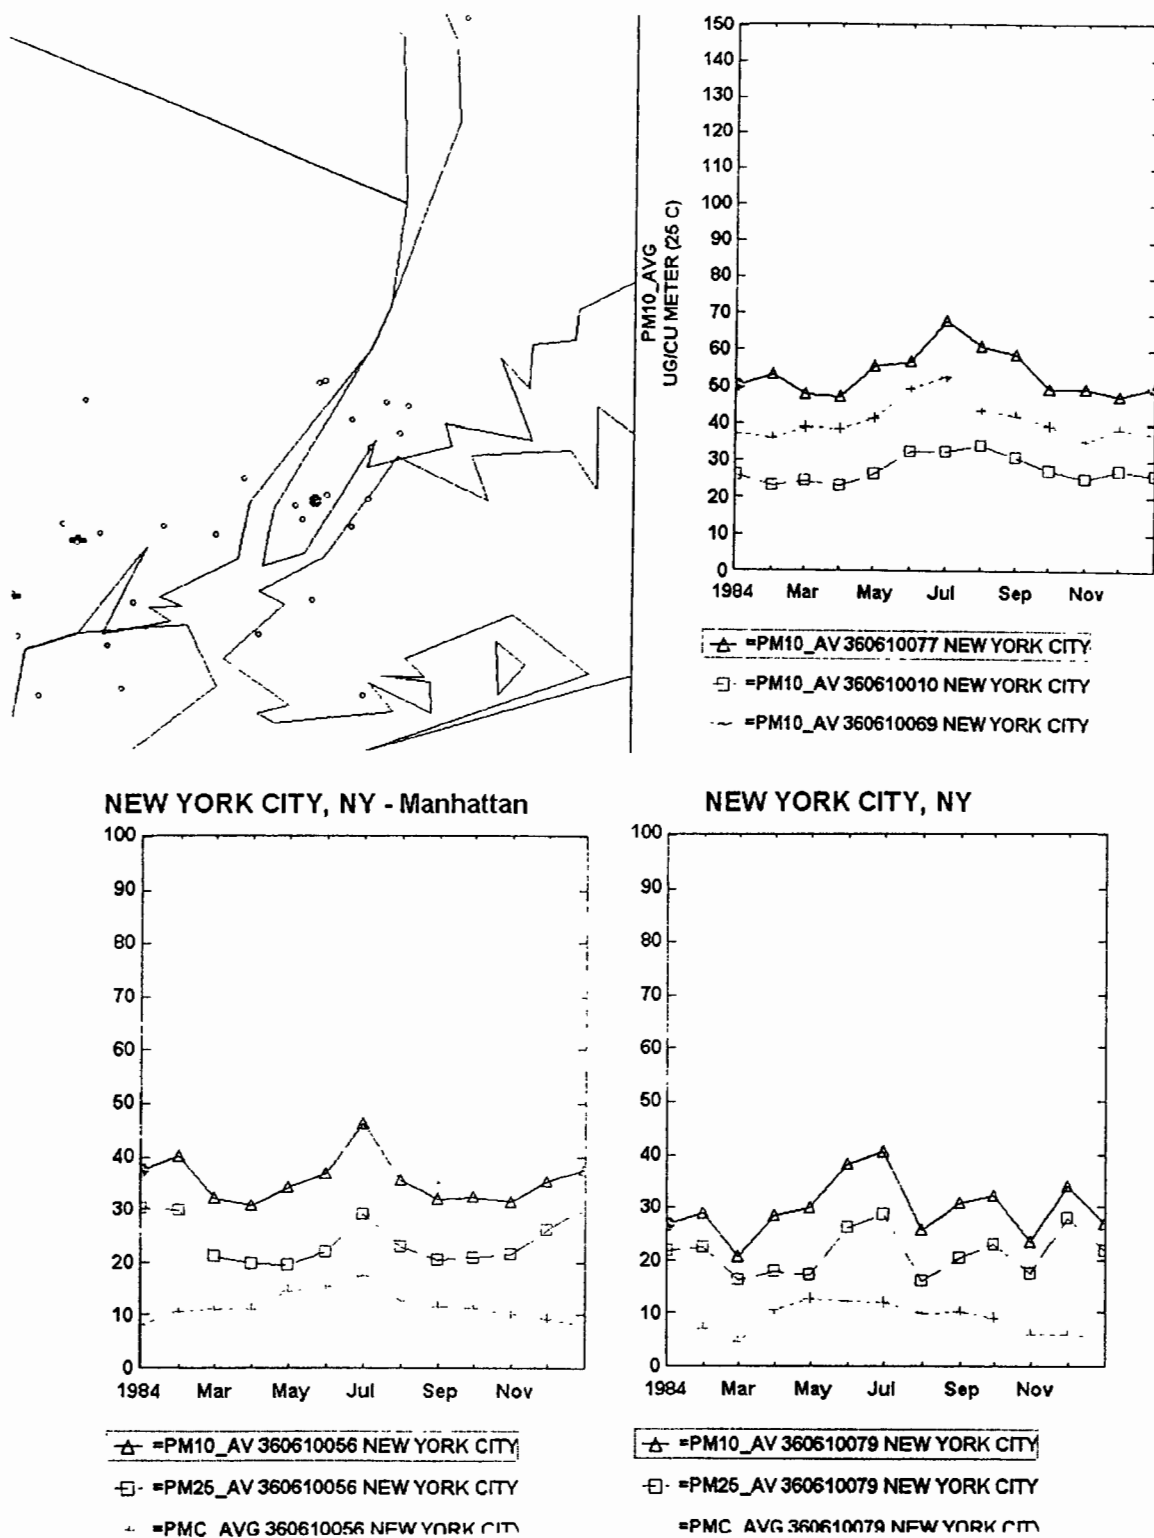 150
140
130
120
110
100
90
80
70
60
50
40
30
20
10
0
PM10_AVG
UG/CU METER (25 C)
1984 Mar May Jul Sep Nov
=PM10_AV 360610077 NEW YORK CITY
=PM10_AV 360610010 NEW YORK CITY
=PM10_AV 360610069 NEW YORK CITY
NEW YORK CITY, NY - Manhattan
100
90
80
70
60
50
40
30
20
10
0
1984 Mar May Jul Sep Nov
=PM10_AV 360610056 NEW YORK CITY
=PM25_AV 360610056 NEW YORK CITY
=PMC_AVG 360610056 NEW YORK CITY
NEW YORK CITY, NY
100
90
80
70
60
50
40
30
20
10
0
1984 Mar May Jul Sep Nov
=PM10_AV 360610079 NEW YORK CITY
=PM25_AV 360610079 NEW YORK CITY
=PMC_AVG 360610079 NEW YORK CITY